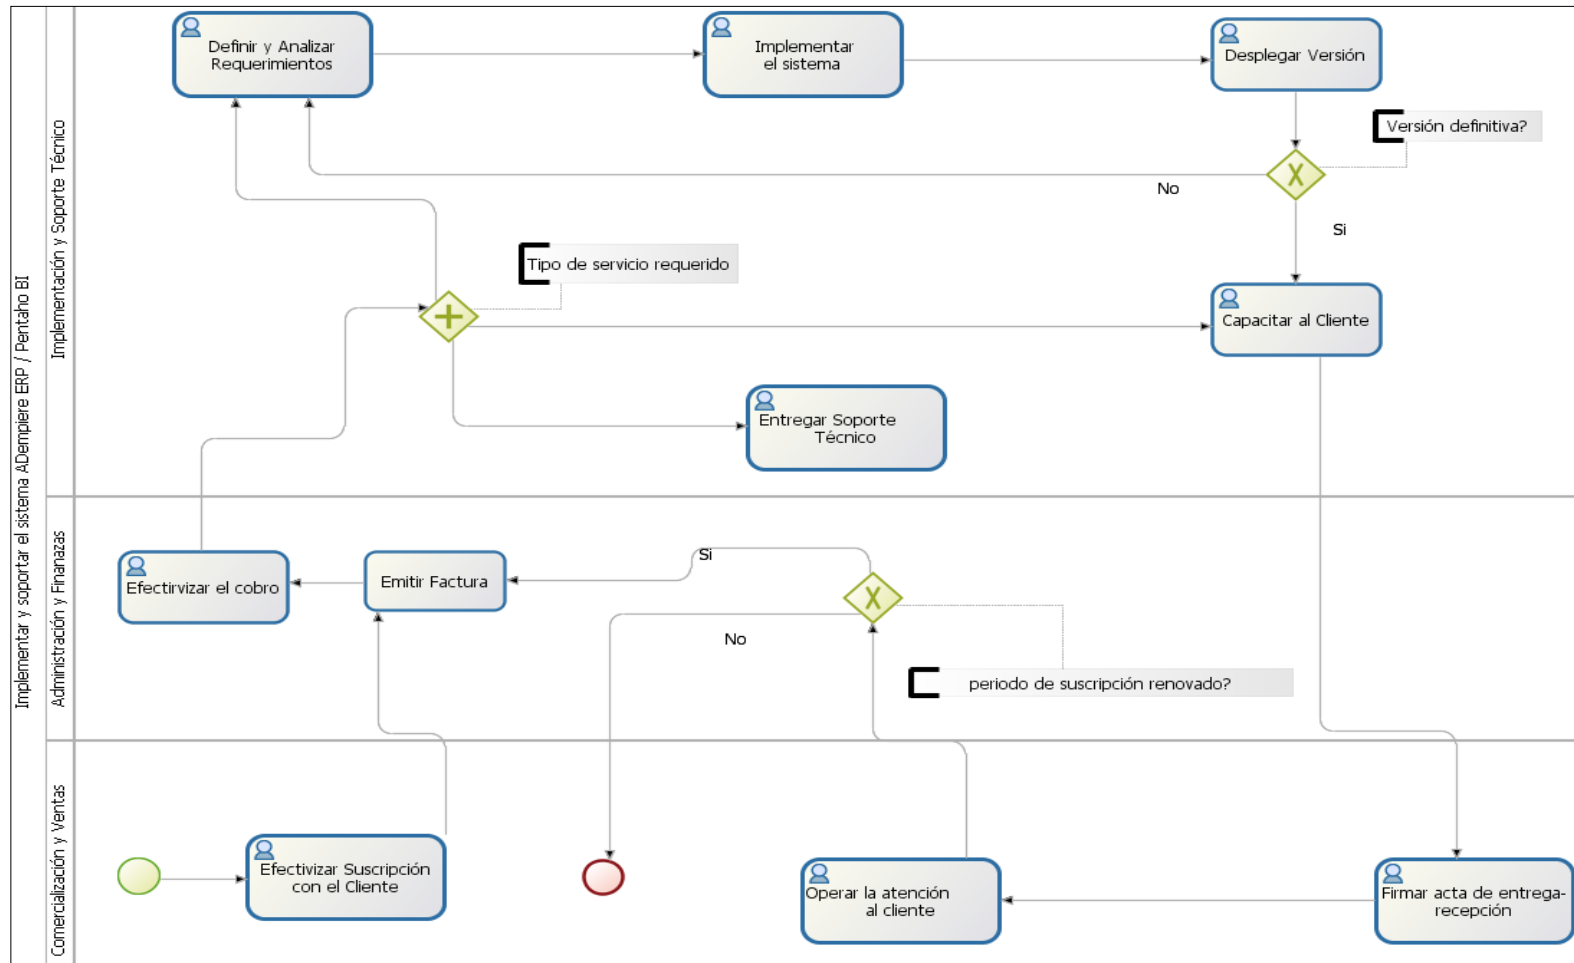 Implementar y soportar el sistema ADempiere ERP / Pentaho BI
Implementación y Soporte Técnico
Definir y Analizar
Requerimientos
Implementar
el sistema
Desplegar Versión
Versión definitiva?
No
Si
Tipo de servicio requerido
Capacitar al Cliente
Entregar Soporte
Técnico
Administración y Finanazas
Efectirvizar el cobro
Emitir Factura
Si
No
periodo de suscripción renovado?
Comercialización y Ventas
Efectivizar Suscripción
con el Cliente
Operar la atención
al cliente
Firmar acta de entrega-
recepción